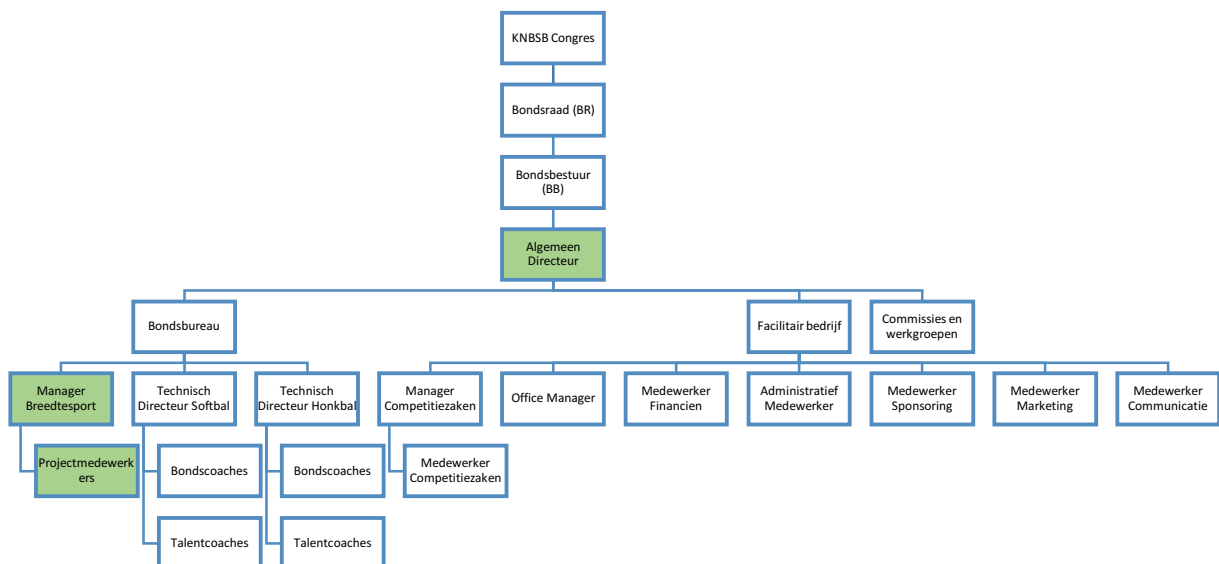 KNBSB Congres
Bondsraad (BR)
Bondsbestuur
(BB)
Algemeen
Directeur
Bondsbureau
Facilitair bedrijf
Commissies en
werkgroepen
Manager
Breedtesport
Technisch
Directeur Softbal
Technisch
Directeur Honkbal
Manager
Competitiezaken
Office Manager
Medewerker
Financien
Administratief
Medewerker
Medewerker
Sponsoring
Medewerker
Marketing
Medewerker
Communicatie
Projectmedewerk
ers
Bondscoaches
Bondscoaches
Medewerker
Competitiezaken
Talentcoaches
Talentcoaches